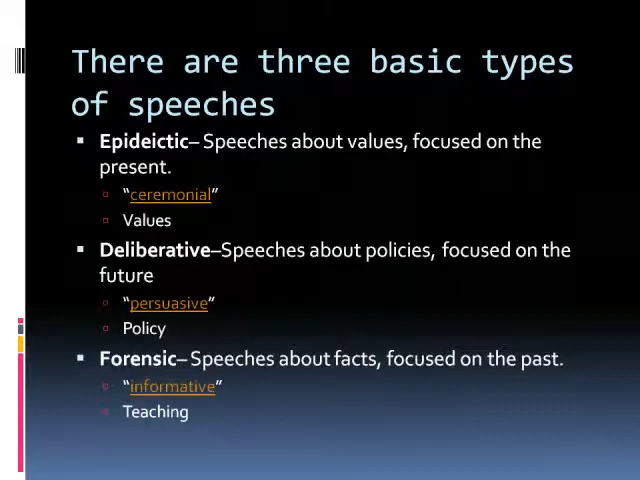 There are three basic types
of speeches
Epideictic– Speeches about values, focused on the
present.
“ceremonial”
Values
Deliberative–Speeches about policies, focused on the
future
“persuasive”
Policy
Forensic– Speeches about facts, focused on the past.
“informative”
Teaching